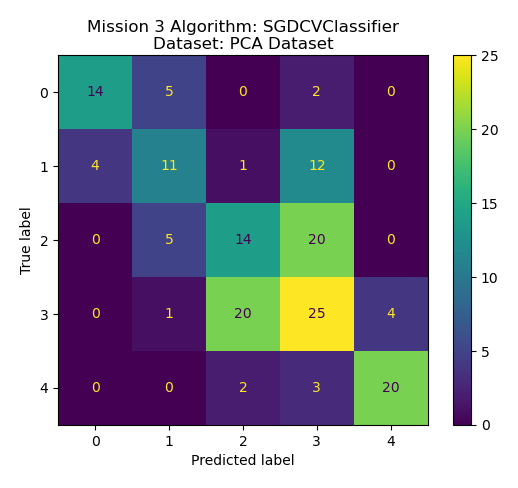 Mission 3 Algorithm: SGDCVClassifier
Dataset: PCA Dataset
True label
0 14 5 0 2 0
1 4 11 1 12 0
2 0 5 14 20 0
3 0 1 20 25 4
4 0 0 2 3 20
0 1 2 3 4
Predicted label
25
20
15
10
5
0